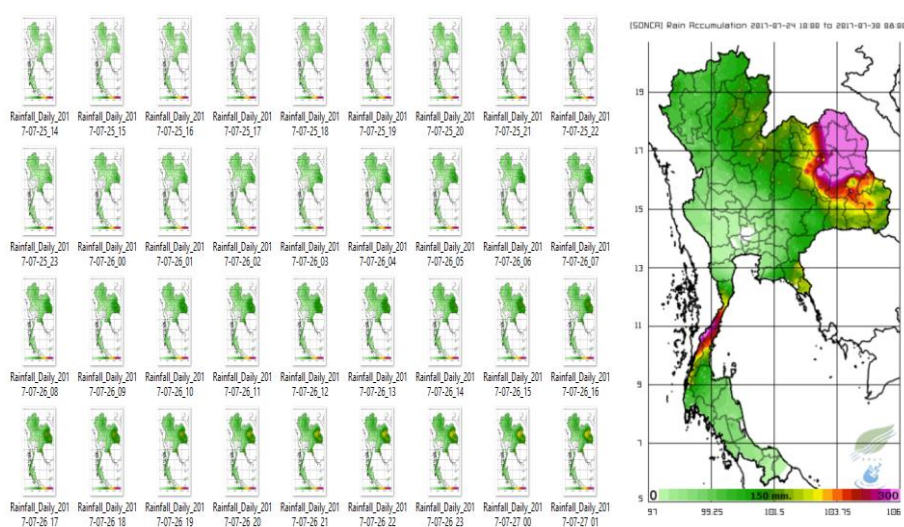 [SONCA] Rain Accumulation 2017-07-24 10:00 to 2017-07-30 06:00
Rainfall_Daily_201 Rainfall_Daily_201 Rainfall_Daily_201 Rainfall_Daily_201 Rainfall_Daily_201 Rainfall_Daily_201 Rainfall_Daily_201 Rainfall_Daily_201 Rainfall_Daily_201
7-07-25_14 7-07-25_15 7-07-25_16 7-07-25_17 7-07-25_18 7-07-25_19 7-07-25_20 7-07-25_21 7-07-25_22
Rainfall_Daily_201 Rainfall_Daily_201 Rainfall_Daily_201 Rainfall_Daily_201 Rainfall_Daily_201 Rainfall_Daily_201 Rainfall_Daily_201 Rainfall_Daily_201 Rainfall_Daily_201
7-07-25_23 7-07-26_00 7-07-26_01 7-07-26_02 7-07-26_03 7-07-26_04 7-07-26_05 7-07-26_06 7-07-26_07
Rainfall_Daily_201 Rainfall_Daily_201 Rainfall_Daily_201 Rainfall_Daily_201 Rainfall_Daily_201 Rainfall_Daily_201 Rainfall_Daily_201 Rainfall_Daily_201 Rainfall_Daily_201
7-07-26_08 7-07-26_09 7-07-26_10 7-07-26_11 7-07-26_12 7-07-26_13 7-07-26_14 7-07-26_15 7-07-26_16
Rainfall_Daily_201 Rainfall_Daily_201 Rainfall_Daily_201 Rainfall_Daily_201 Rainfall_Daily_201 Rainfall_Daily_201 Rainfall_Daily_201 Rainfall_Daily_201 Rainfall_Daily_201
7-07-26_17 7-07-26_18 7-07-26_19 7-07-26_20 7-07-26_21 7-07-26_22 7-07-26_23 7-07-27_00 7-07-27_01
19
17
15
13
11
9
7
5
0 150 mm. 300
97 99.25 101.5 103.75 106